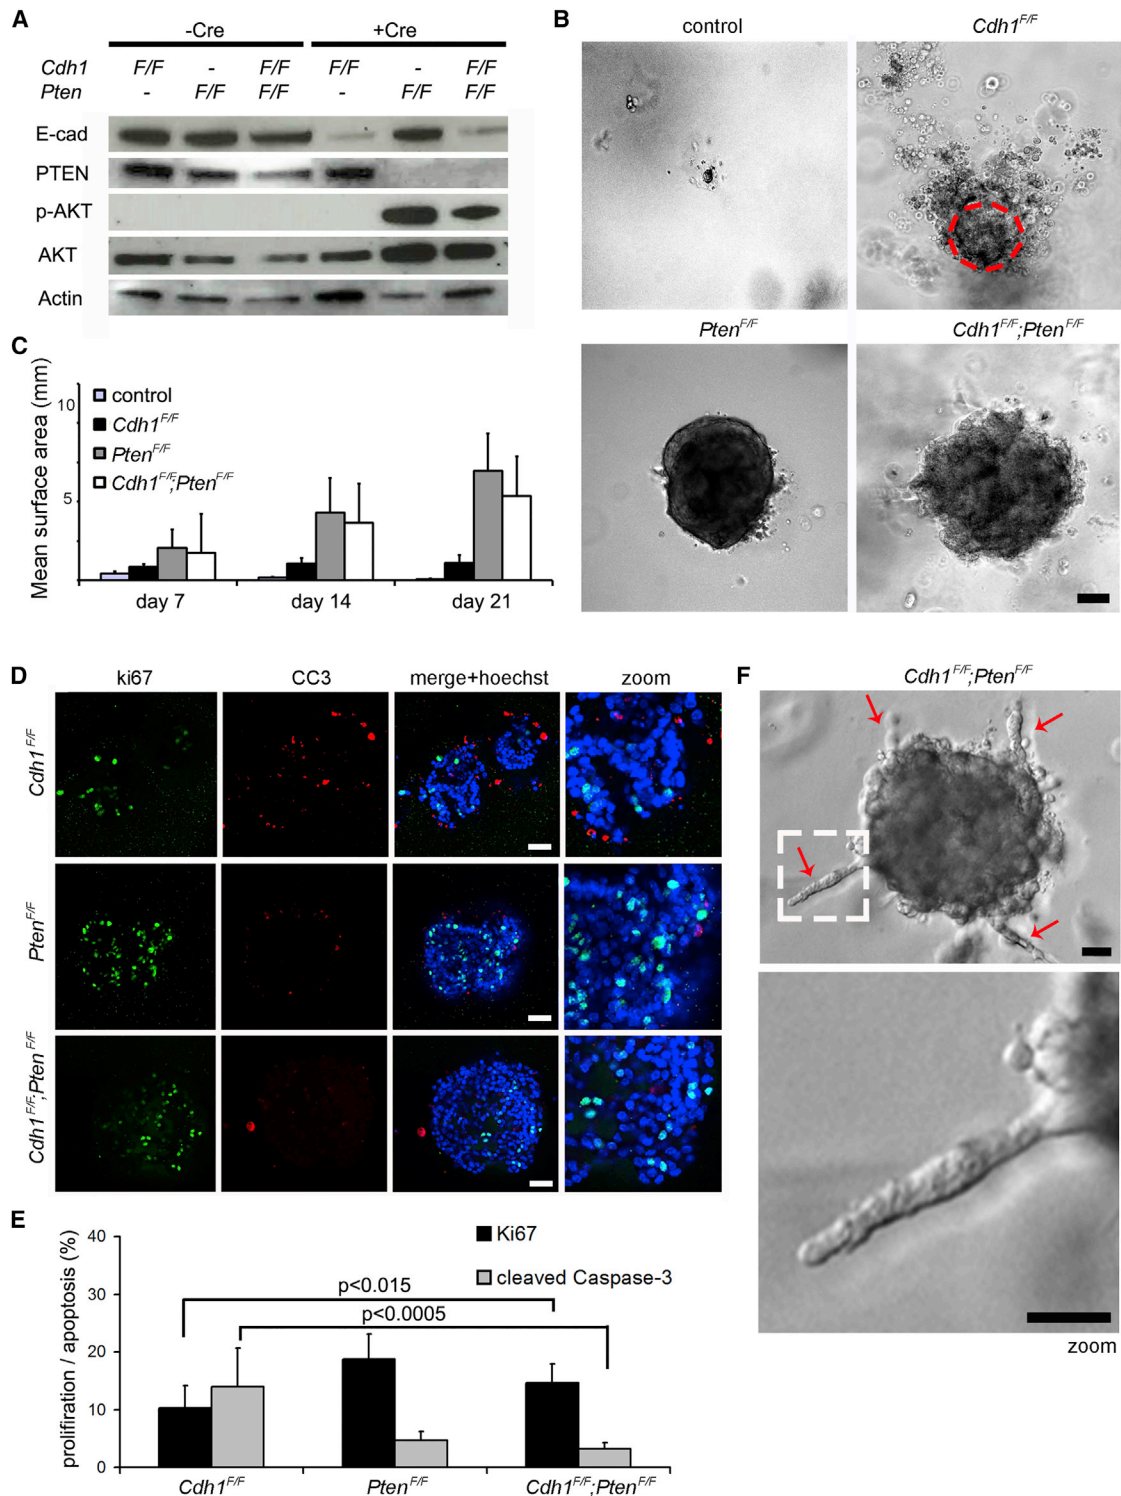 A
-Cre +Cre
Cdh1 F/F - F/F F/F - F/F
Pten - F/F F/F - F/F F/F
E-cad
PTEN
p-AKT
AKT
Actin
B
control Cdh1F/F
PtenF/F Cdh1F/F;PtenF/F
C
Mean surface area (mm)
10
5
control
Cdh1F/F
PtenF/F
Cdh1F/F;PtenF/F
day 7 day 14 day 21
D
ki67 CC3 merge+hoechst zoom
Cdh1F/F
PtenF/F
Cdh1F/F;PtenF/F
E
prolifiration / apoptosis (%)
40
30
20
10
0
Ki67
cleaved Caspase-3
p<0.015
p<0.0005
Cdh1F/F PtenF/F Cdh1F/F;PtenF/F
F
Cdh1F/F;PtenF/F
zoom